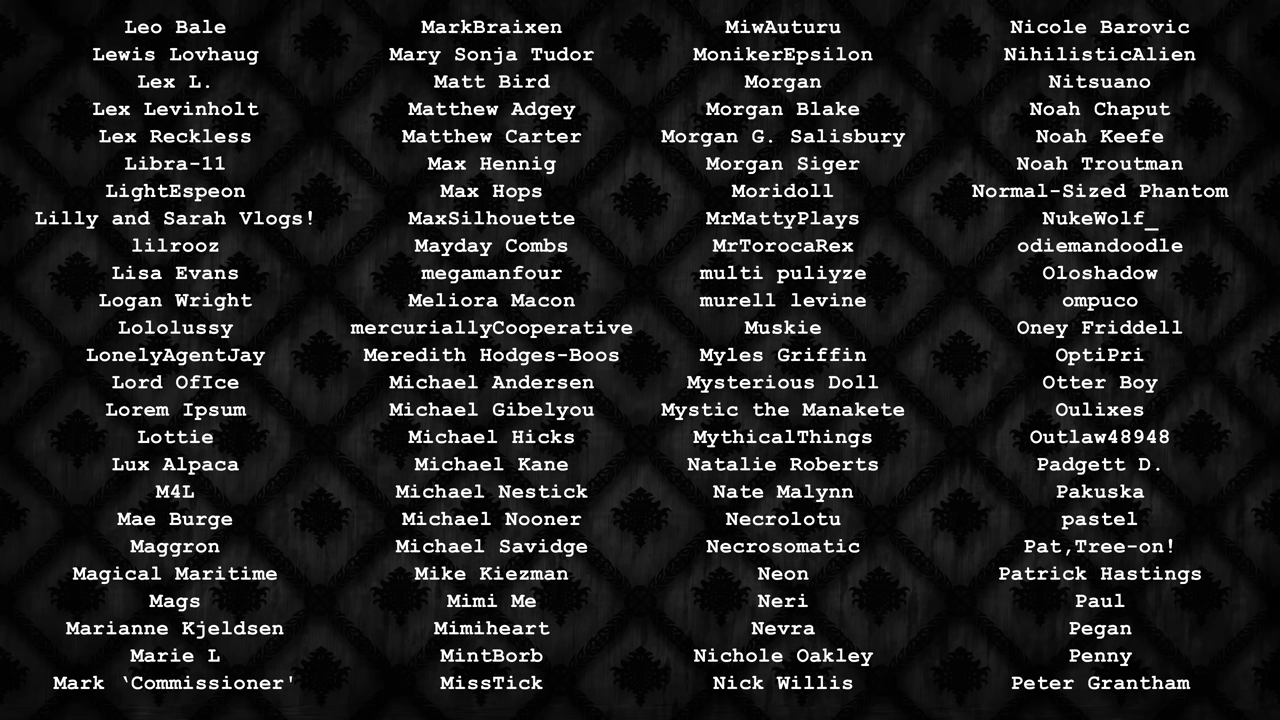 Leo Bale
Lewis Lovhaug
Lex L.
Lex Levinholt
Lex Reckless
Libra-11
LightEspeon
Lilly and Sarah Vlogs!
lilrooz
Lisa Evans
Logan Wright
Lololussy
LonelyAgentJay
Lord OfIce
Lorem Ipsum
Lottie
Lux Alpaca
M4L
Mae Burge
Maggron
Magical Maritime
Mags
Marianne Kjeldsen
Marie L
Mark ‘Commissioner'
MarkBraixen
Mary Sonja Tudor
Matt Bird
Matthew Adgey
Matthew Carter
Max Hennig
Max Hops
MaxSilhouette
Mayday Combs
megamanfour
Meliora Macon
mercuriallyCooperative
Meredith Hodges-Boos
Michael Andersen
Michael Gibelyou
Michael Hicks
Michael Kane
Michael Nestick
Michael Nooner
Michael Savidge
Mike Kiezman
Mimi Me
Mimiheart
MintBorb
MissTick
MiwAuturu
MonikerEpsilon
Morgan
Morgan Blake
Morgan G. Salisbury
Morgan Siger
Moridoll
MrMattyPlays
MrTorocaRex
multi puliyze
murell levine
Muskie
Myles Griffin
Mysterious Doll
Mystic the Manakete
MythicalThings
Natalie Roberts
Nate Malynn
Necrolotu
Necrosomatic
Neon
Neri
Nevra
Nichole Oakley
Nick Willis
Nicole Barovic
NihilisticAlien
Nitsuano
Noah Chaput
Noah Keefe
Noah Troutman
Normal-Sized Phantom
NukeWolf_
odiemandoodle
Oloshadow
ompuco
Oney Friddell
OptiPri
Otter Boy
Oulixes
Outlaw48948
Padgett D.
Pakuska
pastel
Pat,Tree-on!
Patrick Hastings
Paul
Pegan
Penny
Peter Grantham